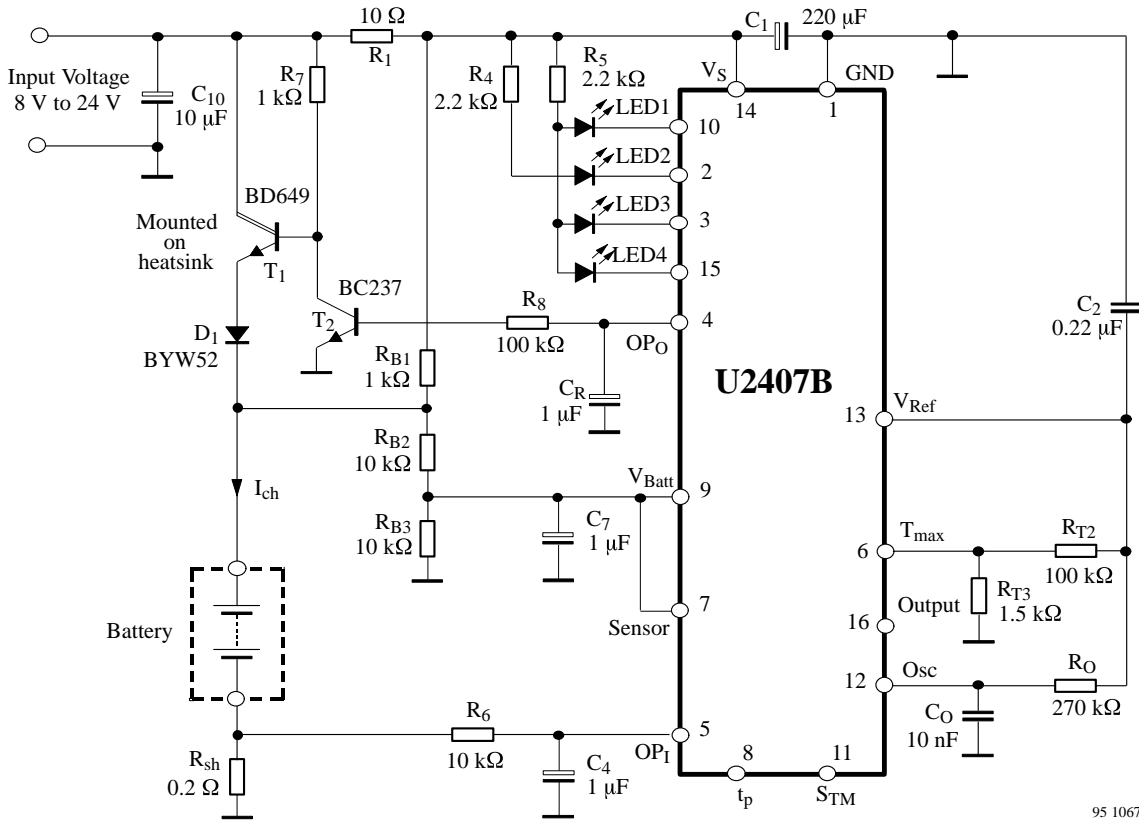 Input Voltage
8 V to 24 V
C10
10 µF
R7
1 kΩ
10 Ω
R1
R4
2.2 kΩ
R5
2.2 kΩ
C1
220 µF
VS
14
GND
1
LED1
10
LED2
2
LED3
3
LED4
15
BD649
Mounted
on
heatsink
T1
BC237
T2
R8
100 kΩ
4
OPO
D1
BYW52
RB1
1 kΩ
CR
1 µF
U2407B
C2
0.22 µF
13
VRef
RB2
10 kΩ
VBatt
9
Ich
RB3
10 kΩ
C7
1 µF
6
Tmax
RT2
100 kΩ
RT3
1.5 kΩ
7
Sensor
Output
16
Battery
12
Osc
RO
270 kΩ
CO
10 nF
R6
10 kΩ
5
OPI
Rsh
0.2 Ω
C4
1 µF
8
tp
11
STM
95 1067